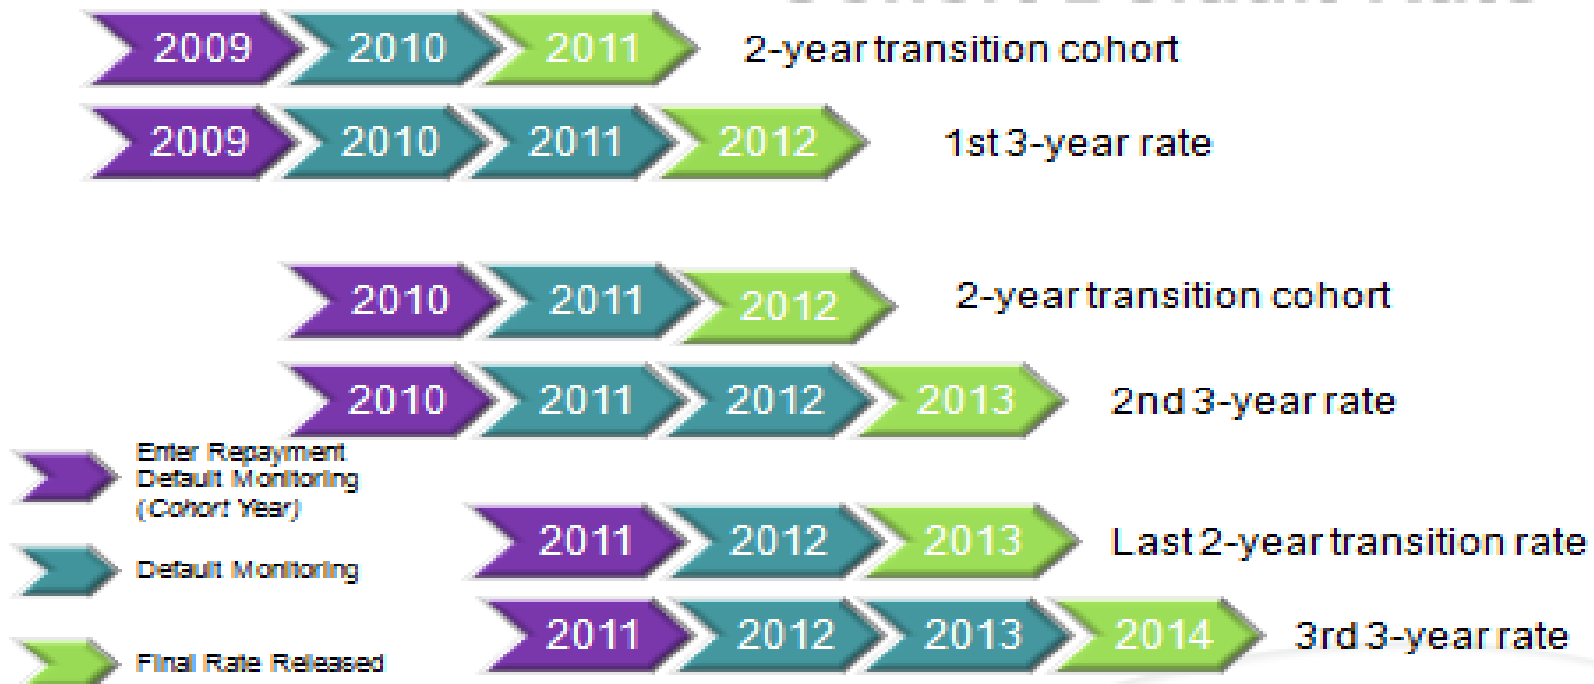 2009 2010 2011 2-year transition cohort
2009 2010 2011 2012 1st 3-year rate
2010 2011 2012 2-year transition cohort
2010 2011 2012 2013 2nd 3-year rate
Enter Repayment
Default Monitoring
(Cohort Year)
2011 2012 2013 Last 2-year transition rate
Default Monitoring
2011 2012 2013 2014 3rd 3-year rate
Final Rate Released